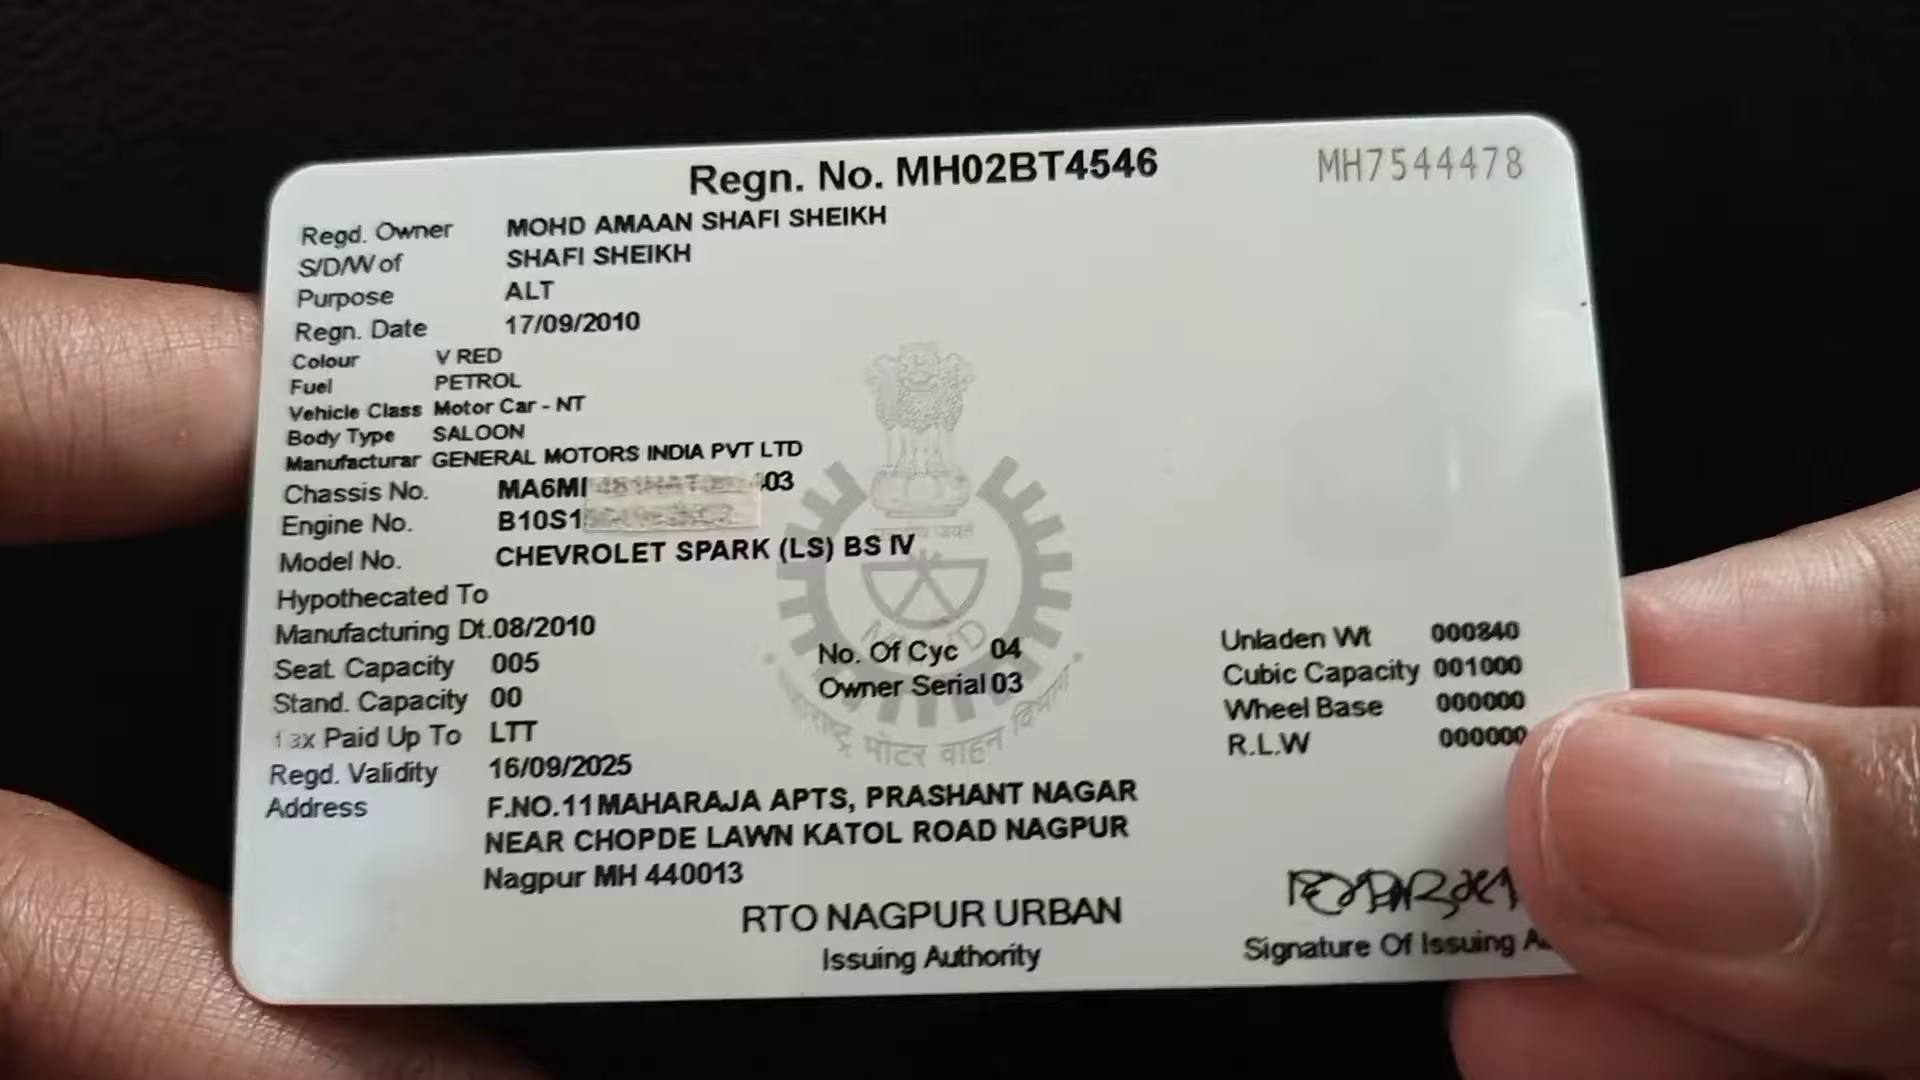 Regn. No. MH02BT4546
MH7544478
Regd. Owner MOHD AMAAN SHAFI SHEIKH
S/D/W of SHAFI SHEIKH
Purpose ALT
Regn. Date 17/09/2010
Colour V RED
Fuel PETROL
Vehicle Class Motor Car - NT
Body Type SALOON
Manufacturar GENERAL MOTORS INDIA PVT LTD
Chassis No.
Engine No.
Model No. CHEVROLET SPARK (LS) BS IV
Hypothecated To
Manufacturing Dt.08/2010
Seat. Capacity 005
Stand. Capacity 00
Tax Paid Up To LTT
Regd. Validity 16/09/2025
No. Of Cyc 04
Owner Serial 03
Unladen Wt 000840
Cubic Capacity 001000
Wheel Base 000000
R.L.W 000000
Address F.NO.11MAHARAJA APTS, PRASHANT NAGAR
NEAR CHOPDE LAWN KATOL ROAD NAGPUR
Nagpur MH 440013
RTO NAGPUR URBAN
Issuing Authority
Signature Of Issuing
महाराष्ट्र मोटर वाहन विभाग